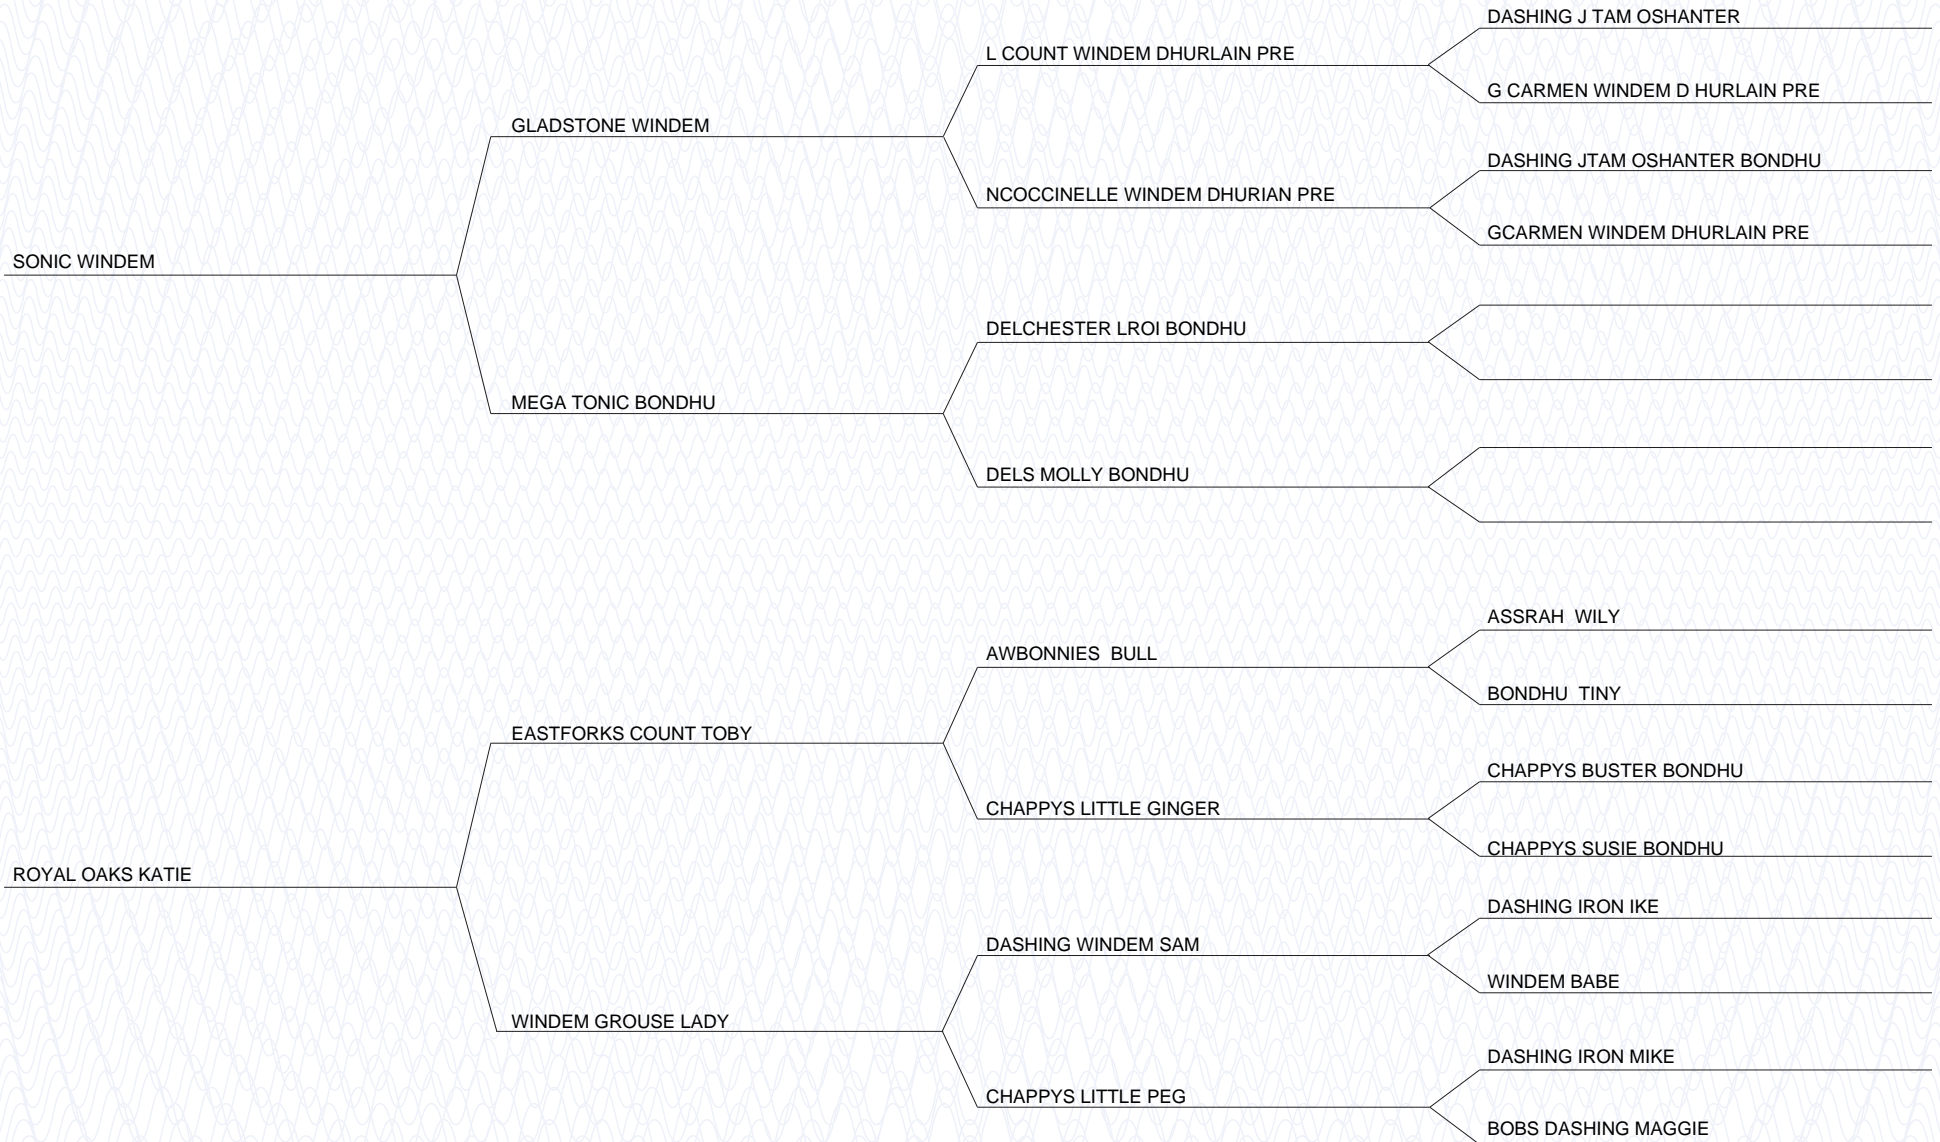 DASHING J TAM OSHANTER
L COUNT WINDEM DHURLAIN PRE
G CARMEN WINDEM D HURLAIN PRE
GLADSTONE WINDEM
DASHING JTAM OSHANTER BONDHU
NCOCCINELLE WINDEM DHURIAN PRE
GCARMEN WINDEM DHURLAIN PRE
SONIC WINDEM
DELCHESTER LROI BONDHU
MEGA TONIC BONDHU
DELS MOLLY BONDHU
ASSRAH  WILY
AWBONNIES  BULL
BONDHU  TINY
EASTFORKS COUNT TOBY
CHAPPYS BUSTER BONDHU
CHAPPYS LITTLE GINGER
CHAPPYS SUSIE BONDHU
ROYAL OAKS KATIE
DASHING IRON IKE
DASHING WINDEM SAM
WINDEM BABE
WINDEM GROUSE LADY
DASHING IRON MIKE
CHAPPYS LITTLE PEG
BOBS DASHING MAGGIE